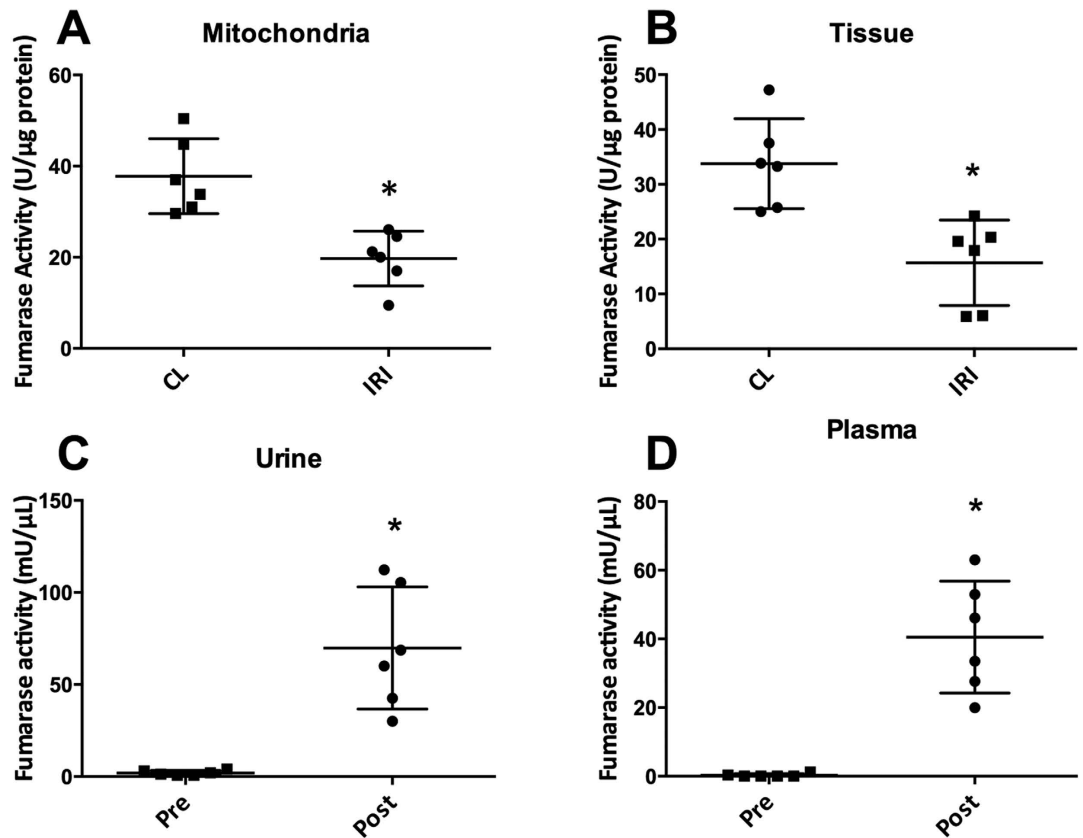 A
Mitochondria
Fumarase Activity (U/µg protein)
60
40
20
0
*
CL
IRI
B
Tissue
Fumarase Activity (U/µg protein)
50
40
30
20
10
0
*
CL
IRI
C
Urine
Fumarase activity (mU/µL)
150
100
50
0
*
Pre
Post
D
Plasma
Fumarase activity (mU/µL)
80
60
40
20
0
*
Pre
Post